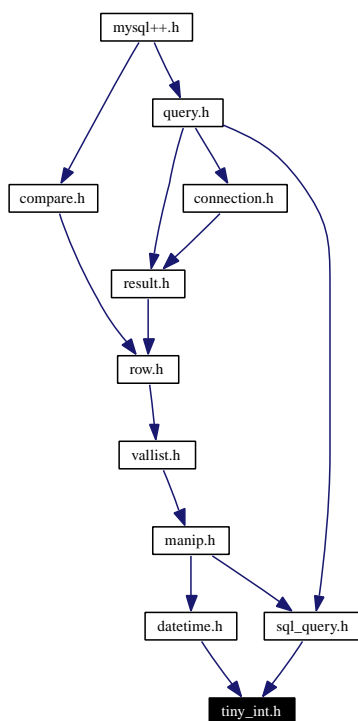 mysql++.h
query.h
compare.h
connection.h
result.h
row.h
vallist.h
manip.h
datetime.h
sql_query.h
tiny_int.h